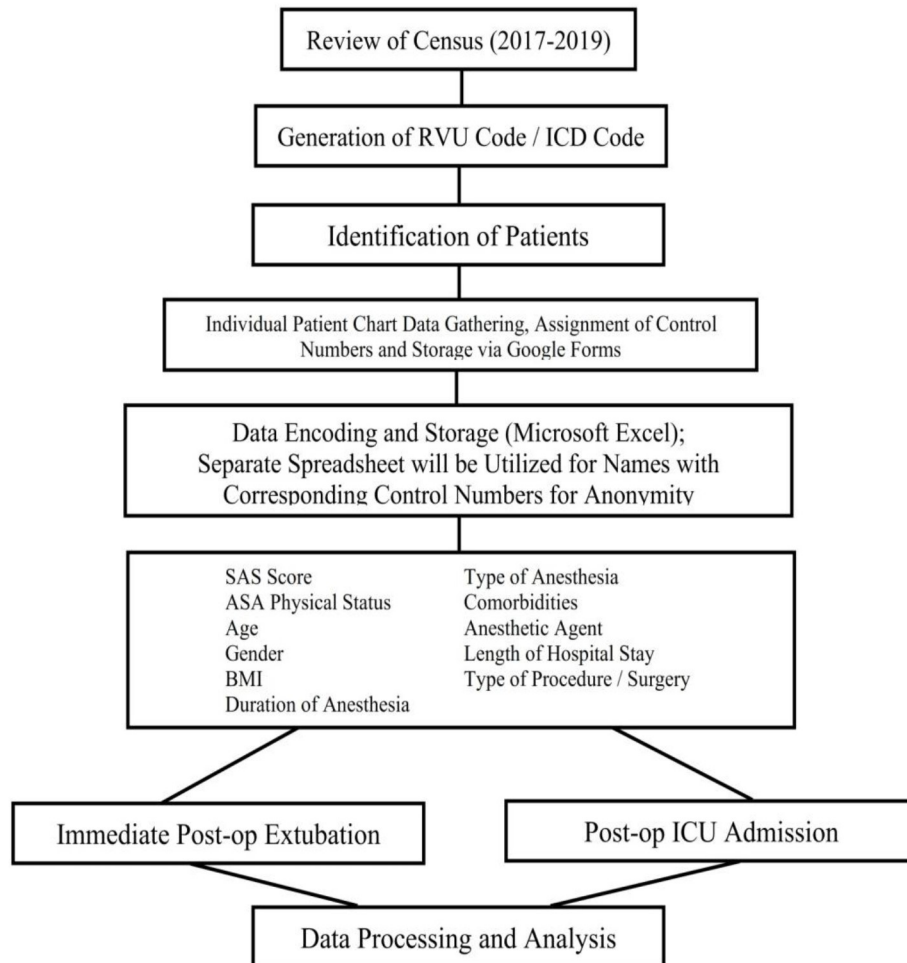 Review of Census (2017-2019)
Generation of RVU Code / ICD Code
Identification of Patients
Individual Patient Chart Data Gathering, Assignment of Control
Numbers and Storage via Google Forms
Data Encoding and Storage (Microsoft Excel);
Separate Spreadsheet will be Utilized for Names with
Corresponding Control Numbers for Anonymity
SAS Score
ASA Physical Status
Age
Gender
BMI
Duration of Anesthesia
Type of Anesthesia
Comorbidities
Anesthetic Agent
Length of Hospital Stay
Type of Procedure / Surgery
Immediate Post-op Extubation
Post-op ICU Admission
Data Processing and Analysis